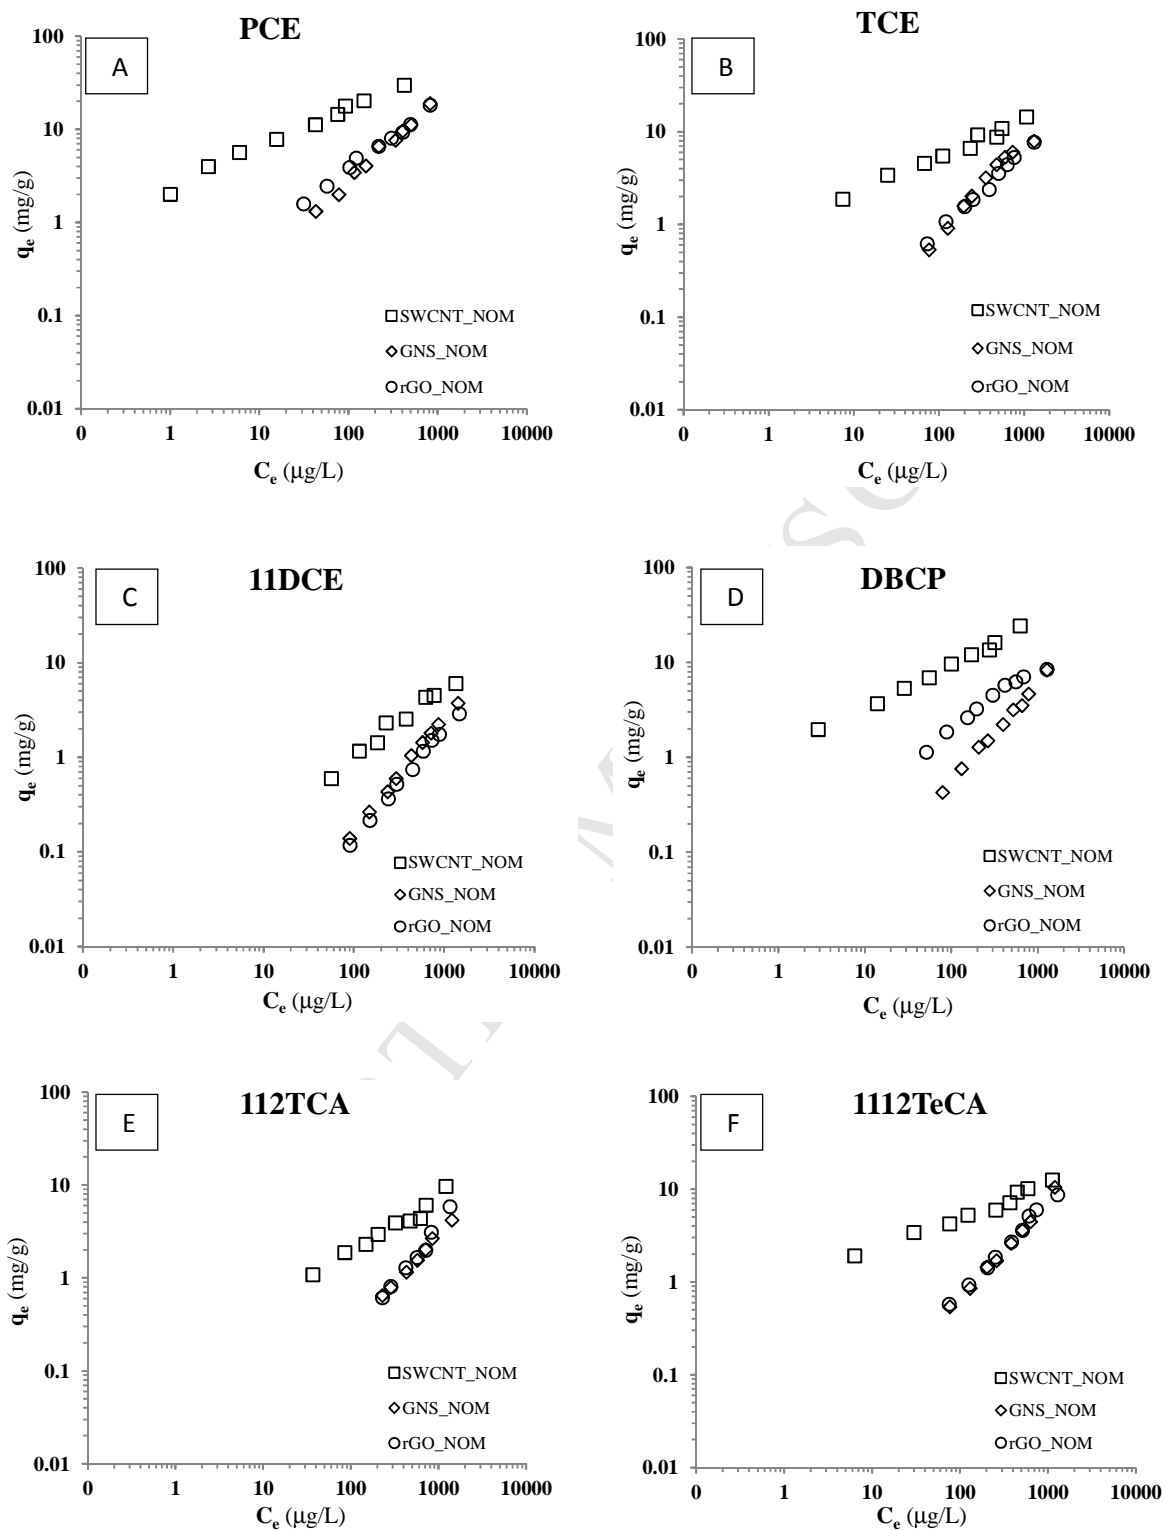 PCE
A
100
10
1
0.1
0.01
qe (mg/g)
SWCNT_NOM
GNS_NOM
rGO_NOM
0 1 10 100 1000 10000
Ce (μg/L)
TCE
B
100
10
1
0.1
0.01
qe (mg/g)
SWCNT_NOM
GNS_NOM
rGO_NOM
0 1 10 100 1000 10000
Ce (μg/L)
11DCE
C
100
10
1
0.1
0.01
qe (mg/g)
SWCNT_NOM
GNS_NOM
rGO_NOM
0 1 10 100 1000 10000
Ce (μg/L)
DBCP
D
100
10
1
0.1
0.01
qe (mg/g)
SWCNT_NOM
GNS_NOM
rGO_NOM
0 1 10 100 1000 10000
Ce (μg/L)
112TCA
E
100
10
1
0.1
0.01
qe (mg/g)
SWCNT_NOM
GNS_NOM
rGO_NOM
0 1 10 100 1000 10000
Ce (μg/L)
1112TeCA
F
100
10
1
0.1
0.01
qe (mg/g)
SWCNT_NOM
GNS_NOM
rGO_NOM
0 1 10 100 1000 10000
Ce (μg/L)